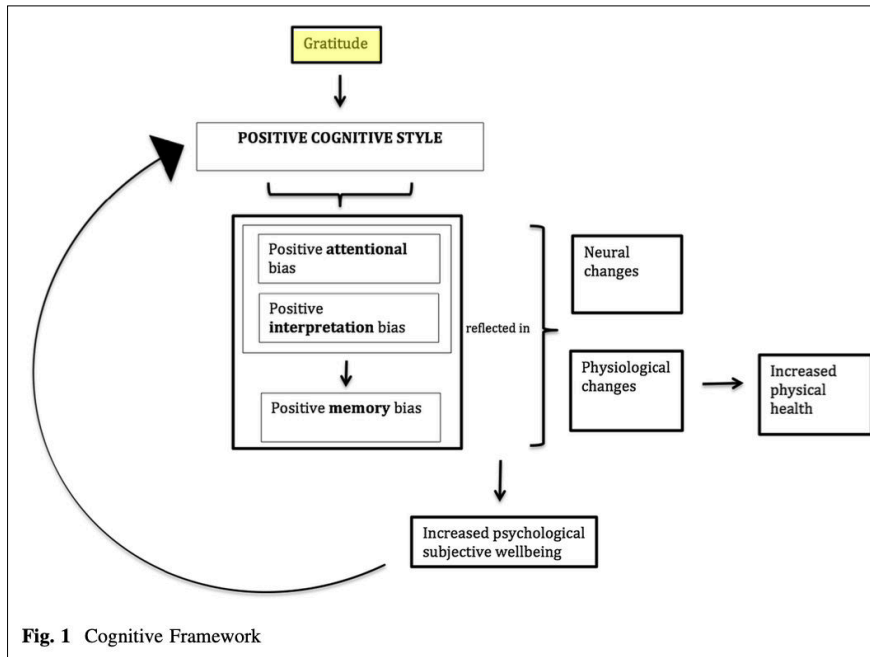 Gratitude
POSITIVE COGNITIVE STYLE
Positive attentional
bias
Positive
interpretation bias
Positive memory bias
reflected in
Neural
changes
Physiological
changes
Increased
physical
health
Increased psychological
subjective wellbeing
Fig. 1 Cognitive Framework